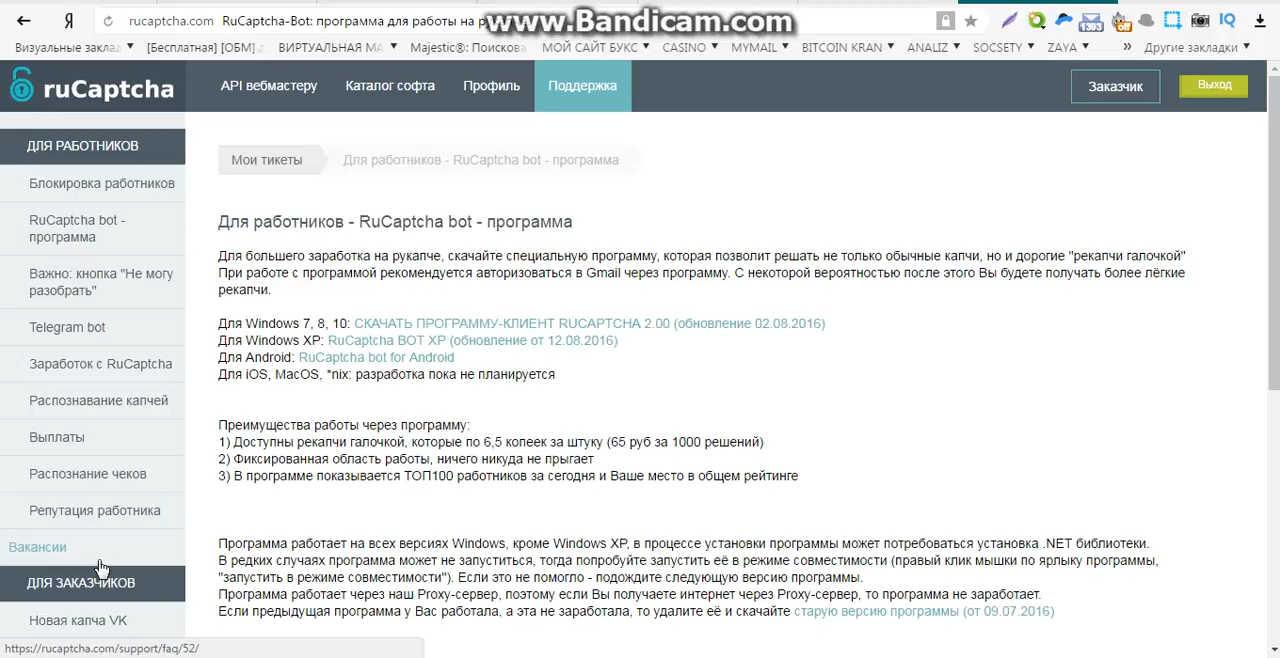 rucaptcha.com RuCaptcha-Bot: программа для работы на р
www.Bandicam.com
1393
off
IQ
Визуальные заклад
[Бесплатная] [ОБМ]
ВИРТУАЛЬНАЯ МА
Majestic®: Поискова
МОЙ САЙТ БУКС
CASINO
MYMAIL
BITCOIN KRAN
ANALIZ
SOCSETY
ZAYA
»
Другие закладки
ruCaptcha
API вебмастеру
Каталог софта
Профиль
Поддержка
Заказчик
Выход
ДЛЯ РАБОТНИКОВ
Блокировка работников
RuCaptcha bot -
программа
Важно: кнопка "Не могу
разобрать"
Telegram bot
Заработок с RuCaptcha
Распознавание капчей
Выплаты
Распознание чеков
Репутация работника
Вакансии
ДЛЯ ЗАКАЗЧИКОВ
Новая капча VK
Мои тикеты
Для работников - RuCaptcha bot - программа
Для работников - RuCaptcha bot - программа
Для большего заработка на рукапче, скачайте специальную программу, которая позволит решать не только обычные капчи, но и дорогие "рекапчи галочкой"
При работе с программой рекомендуется авторизоваться в Gmail через программу. С некоторой вероятностью после этого Вы будете получать более лёгкие
рекапчи.
Для Windows 7, 8, 10: СКАЧАТЬ ПРОГРАММУ-КЛИЕНТ RUCAPTCHA 2.00 (обновление 02.08.2016)
Для Windows XP: RuCaptcha BOT XP (обновление от 12.08.2016)
Для Android: RuCaptcha bot for Android
Для iOS, MacOS, *nix: разработка пока не планируется
Преимущества работы через программу:
1) Доступны рекапчи галочкой, которые по 6,5 копеек за штуку (65 руб за 1000 решений)
2) Фиксированная область работы, ничего никуда не прыгает
3) В программе показывается ТОП100 работников за сегодня и Ваше место в общем рейтинге
Программа работает на всех версиях Windows, кроме Windows XP, в процессе установки программы может потребоваться установка .NET библиотеки.
В редких случаях программа может не запуститься, тогда попробуйте запустить её в режиме совместимости (правый клик мышки по ярлыку программы,
"запустить в режиме совместимости"). Если это не помогло - подождите следующую версию программы.
Программа работает через наш Proxy-сервер, поэтому если Вы получаете интернет через Proxy-сервер, то программа не заработает.
Если предыдущая программа у Вас работала, а эта не заработала, то удалите её и скачайте старую версию программы (от 09.07.2016)
https://rucaptcha.com/support/faq/52/